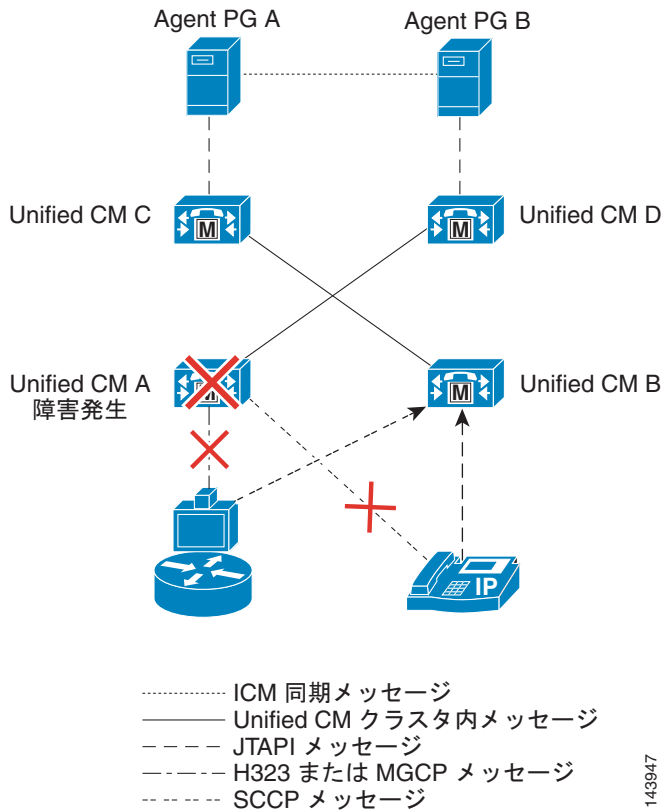 Agent PG A
Agent PG B
Unified CM C
M
M
Unified CM D
Unified CM A
障害発生
M
M
Unified CM B
IP
ICM 同期メッセージ
Unified CM クラスタ内メッセージ
JTAPI メッセージ
H323 または MGCP メッセージ
SCCP メッセージ
143947